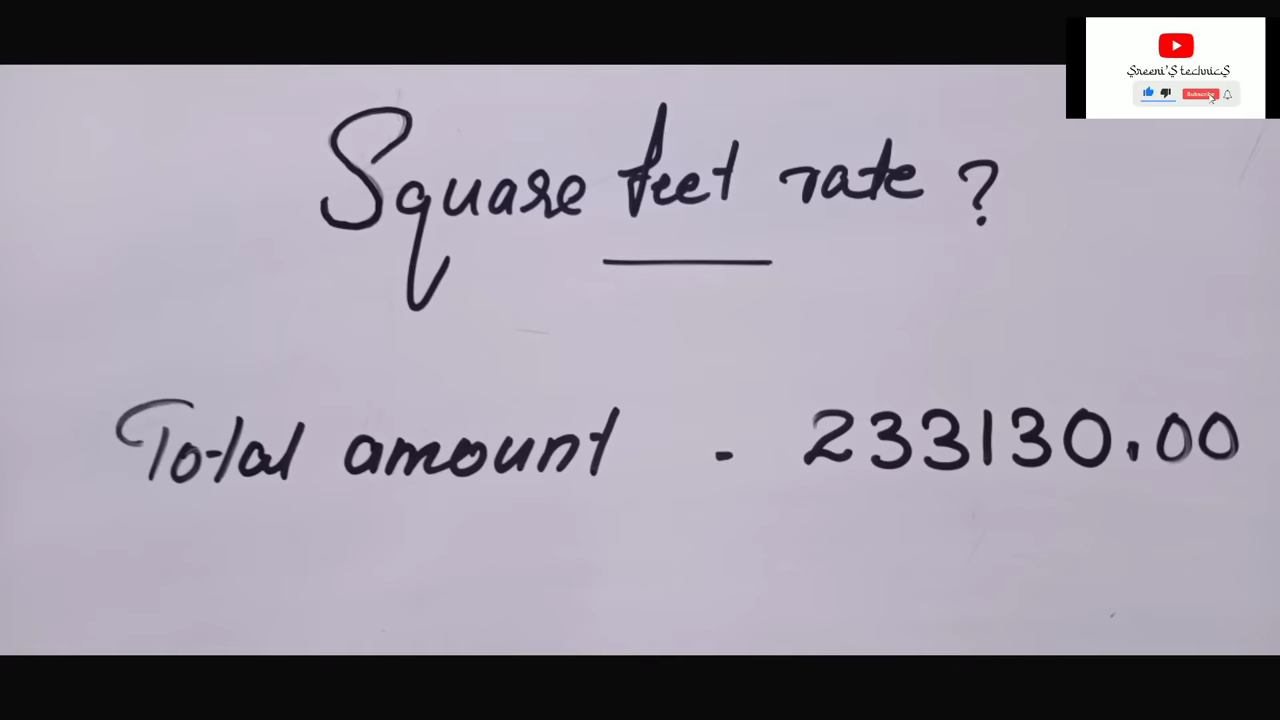 Sreeni'S technicS
Subscribe
Square feet rate ?
Total amount - 233130.00